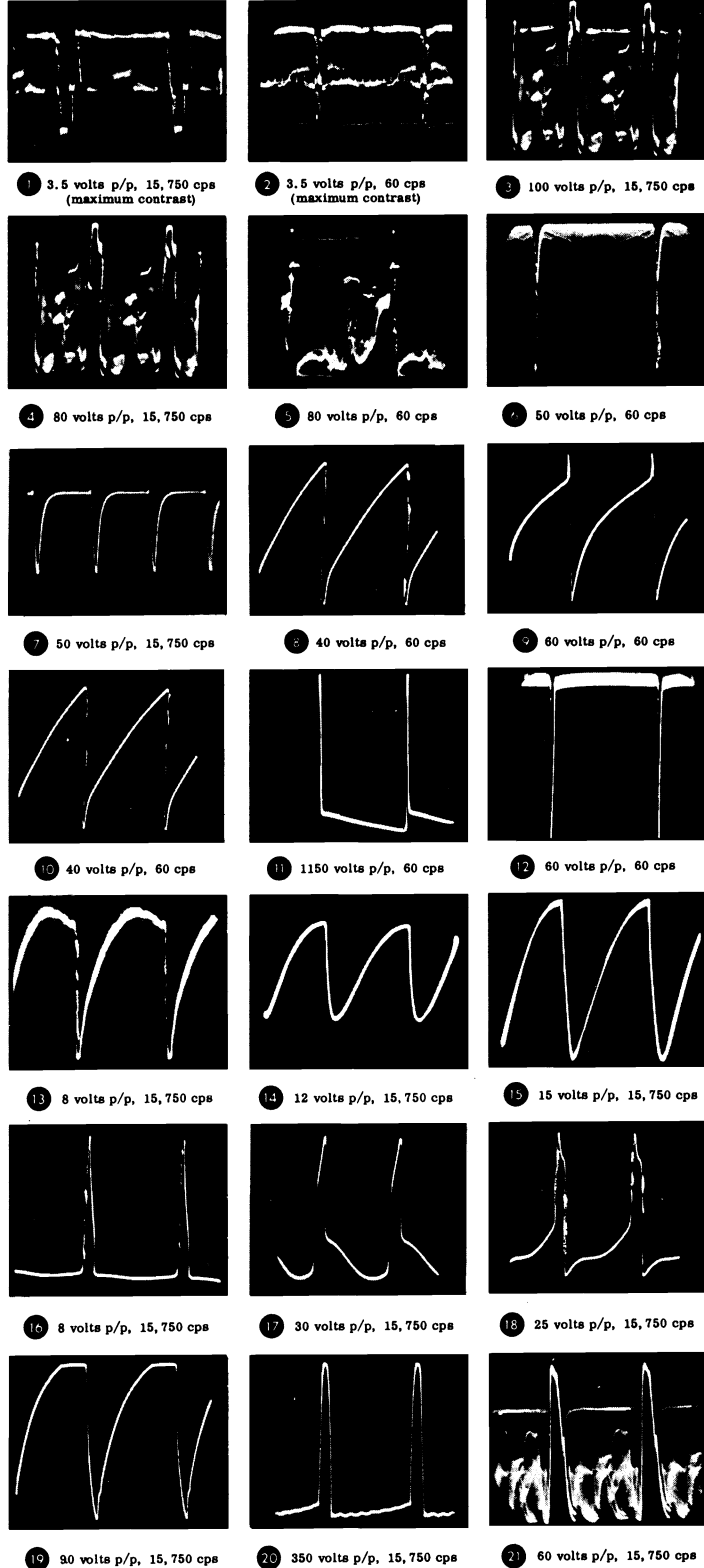 1 3.5 volts p/p, 15,750 cps
(maximum contrast)
2 3.5 volts p/p, 60 cps
(maximum contrast)
3 100 volts p/p, 15,750 cps
4 80 volts p/p, 15,750 cps
5 80 volts p/p, 60 cps
6 50 volts p/p, 60 cps
7 50 volts p/p, 15,750 cps
8 40 volts p/p, 60 cps
9 60 volts p/p, 60 cps
10 40 volts p/p, 60 cps
11 1150 volts p/p, 60 cps
12 60 volts p/p, 60 cps
13 8 volts p/p, 15,750 cps
14 12 volts p/p, 15,750 cps
15 15 volts p/p, 15,750 cps
16 8 volts p/p, 15,750 cps
17 30 volts p/p, 15,750 cps
18 25 volts p/p, 15,750 cps
19 90 volts p/p, 15,750 cps
20 350 volts p/p, 15,750 cps
21 60 volts p/p, 15,750 cps